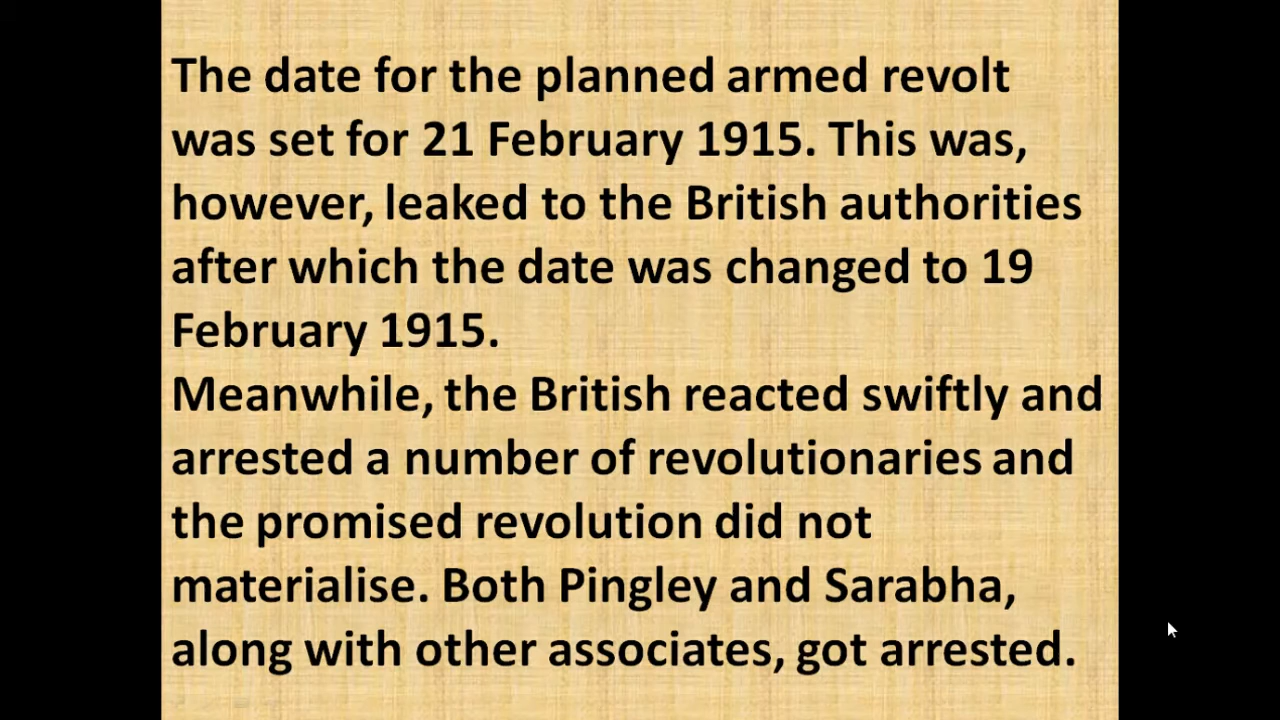 The date for the planned armed revolt
was set for 21 February 1915. This was,
however, leaked to the British authorities
after which the date was changed to 19
February 1915.
Meanwhile, the British reacted swiftly and
arrested a number of revolutionaries and
the promised revolution did not
materialise. Both Pingley and Sarabha,
along with other associates, got arrested.